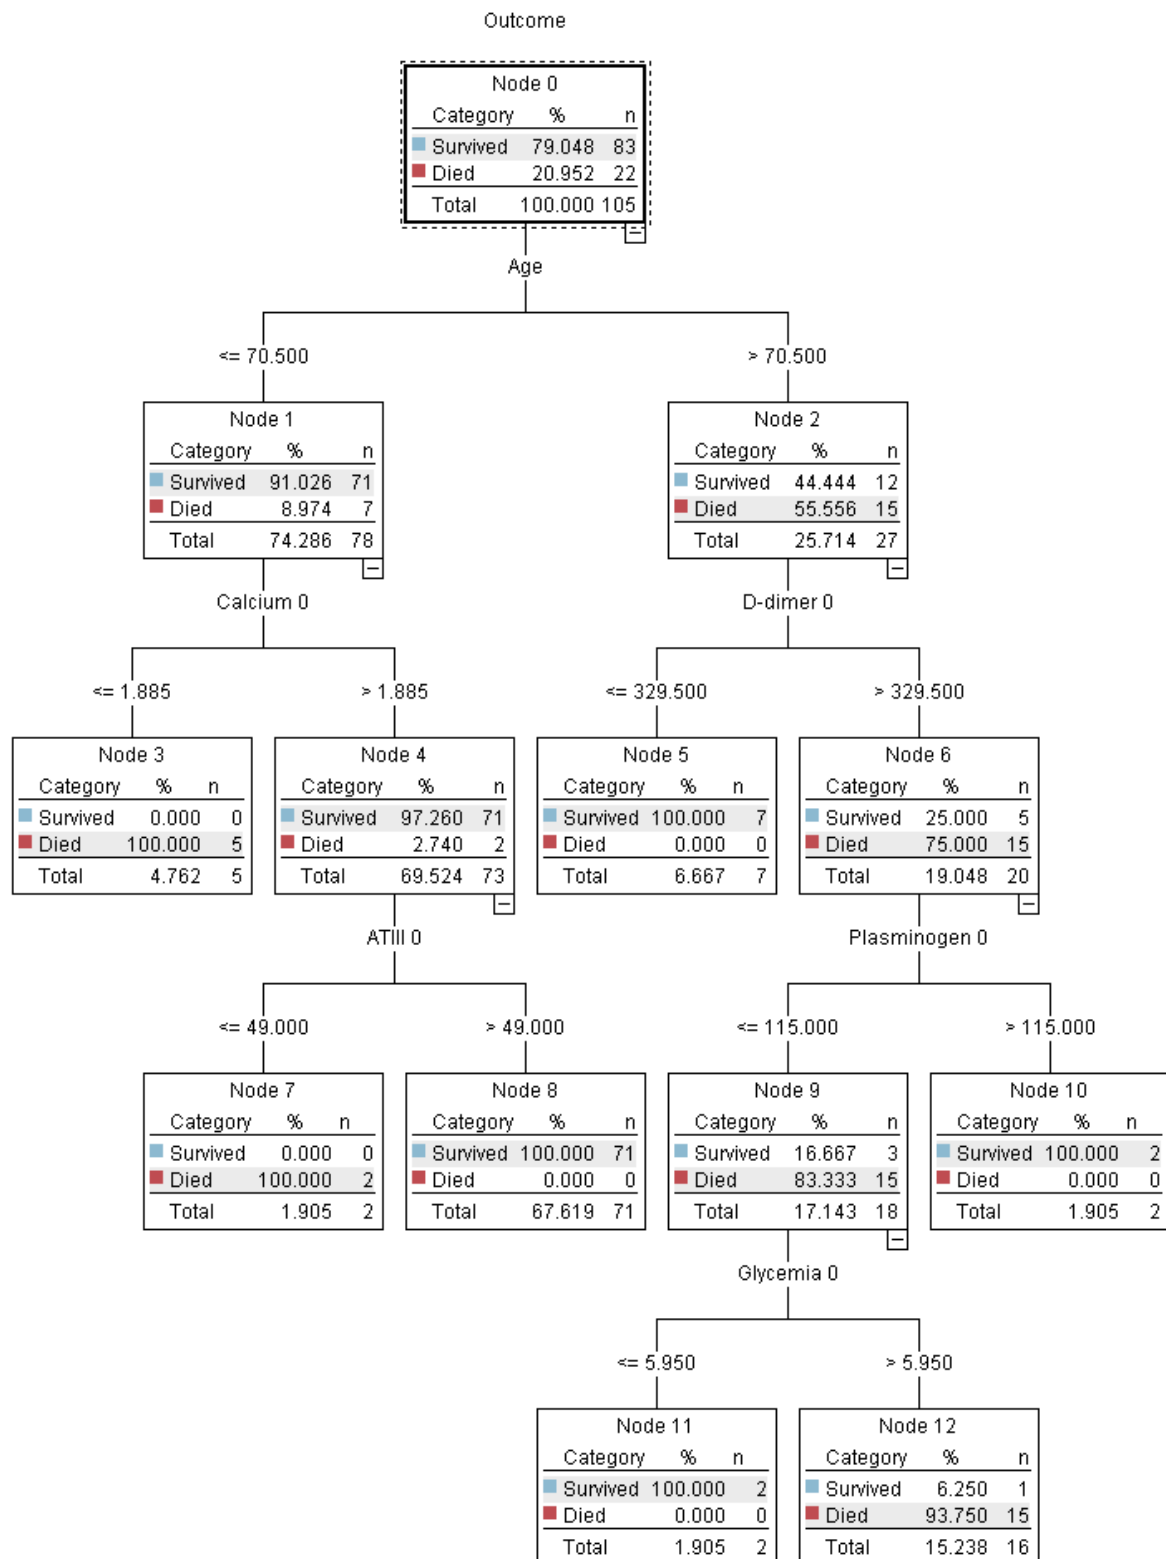 Outcome
Node 0
Category % n
Survived 79.048 83
Died 20.952 22
Total 100.000 105
Age
<= 70.500
> 70.500
Node 1
Category % n
Survived 91.026 71
Died 8.974 7
Total 74.286 78
Node 2
Category % n
Survived 44.444 12
Died 55.556 15
Total 25.714 27
Calcium 0
D-dimer 0
<= 1.885
> 1.885
<= 329.500
> 329.500
Node 3
Category % n
Survived 0.000 0
Died 100.000 5
Total 4.762 5
Node 4
Category % n
Survived 97.260 71
Died 2.740 2
Total 69.524 73
Node 5
Category % n
Survived 100.000 7
Died 0.000 0
Total 6.667 7
Node 6
Category % n
Survived 25.000 5
Died 75.000 15
Total 19.048 20
ATIII 0
Plasminogen 0
<= 49.000
> 49.000
<= 115.000
> 115.000
Node 7
Category % n
Survived 0.000 0
Died 100.000 2
Total 1.905 2
Node 8
Category % n
Survived 100.000 71
Died 0.000 0
Total 67.619 71
Node 9
Category % n
Survived 16.667 3
Died 83.333 15
Total 17.143 18
Node 10
Category % n
Survived 100.000 2
Died 0.000 0
Total 1.905 2
Glycemia 0
<= 5.950
> 5.950
Node 11
Category % n
Survived 100.000 2
Died 0.000 0
Total 1.905 2
Node 12
Category % n
Survived 6.250 1
Died 93.750 15
Total 15.238 16